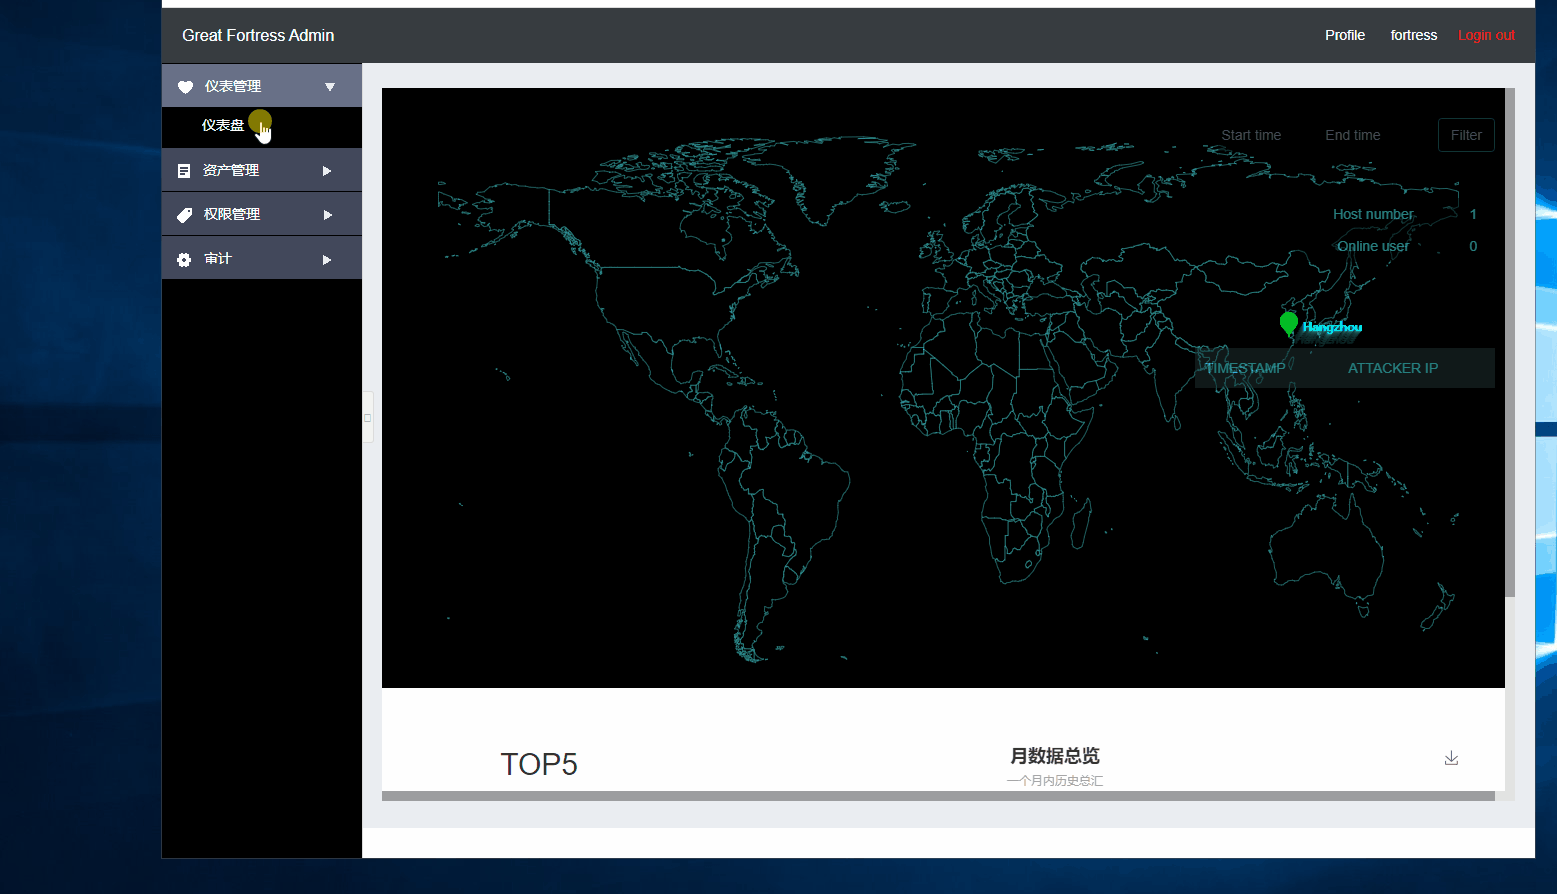 Great Fortress Admin
Profile fortress Login out
仪表管理
仪表盘
资产管理
权限管理
审计
Start time End time Filter
Host number 1
Online user 0
Hangzhou
TIMESTAMP ATTACKER IP
TOP5
月数据总览
一个月内历史总汇